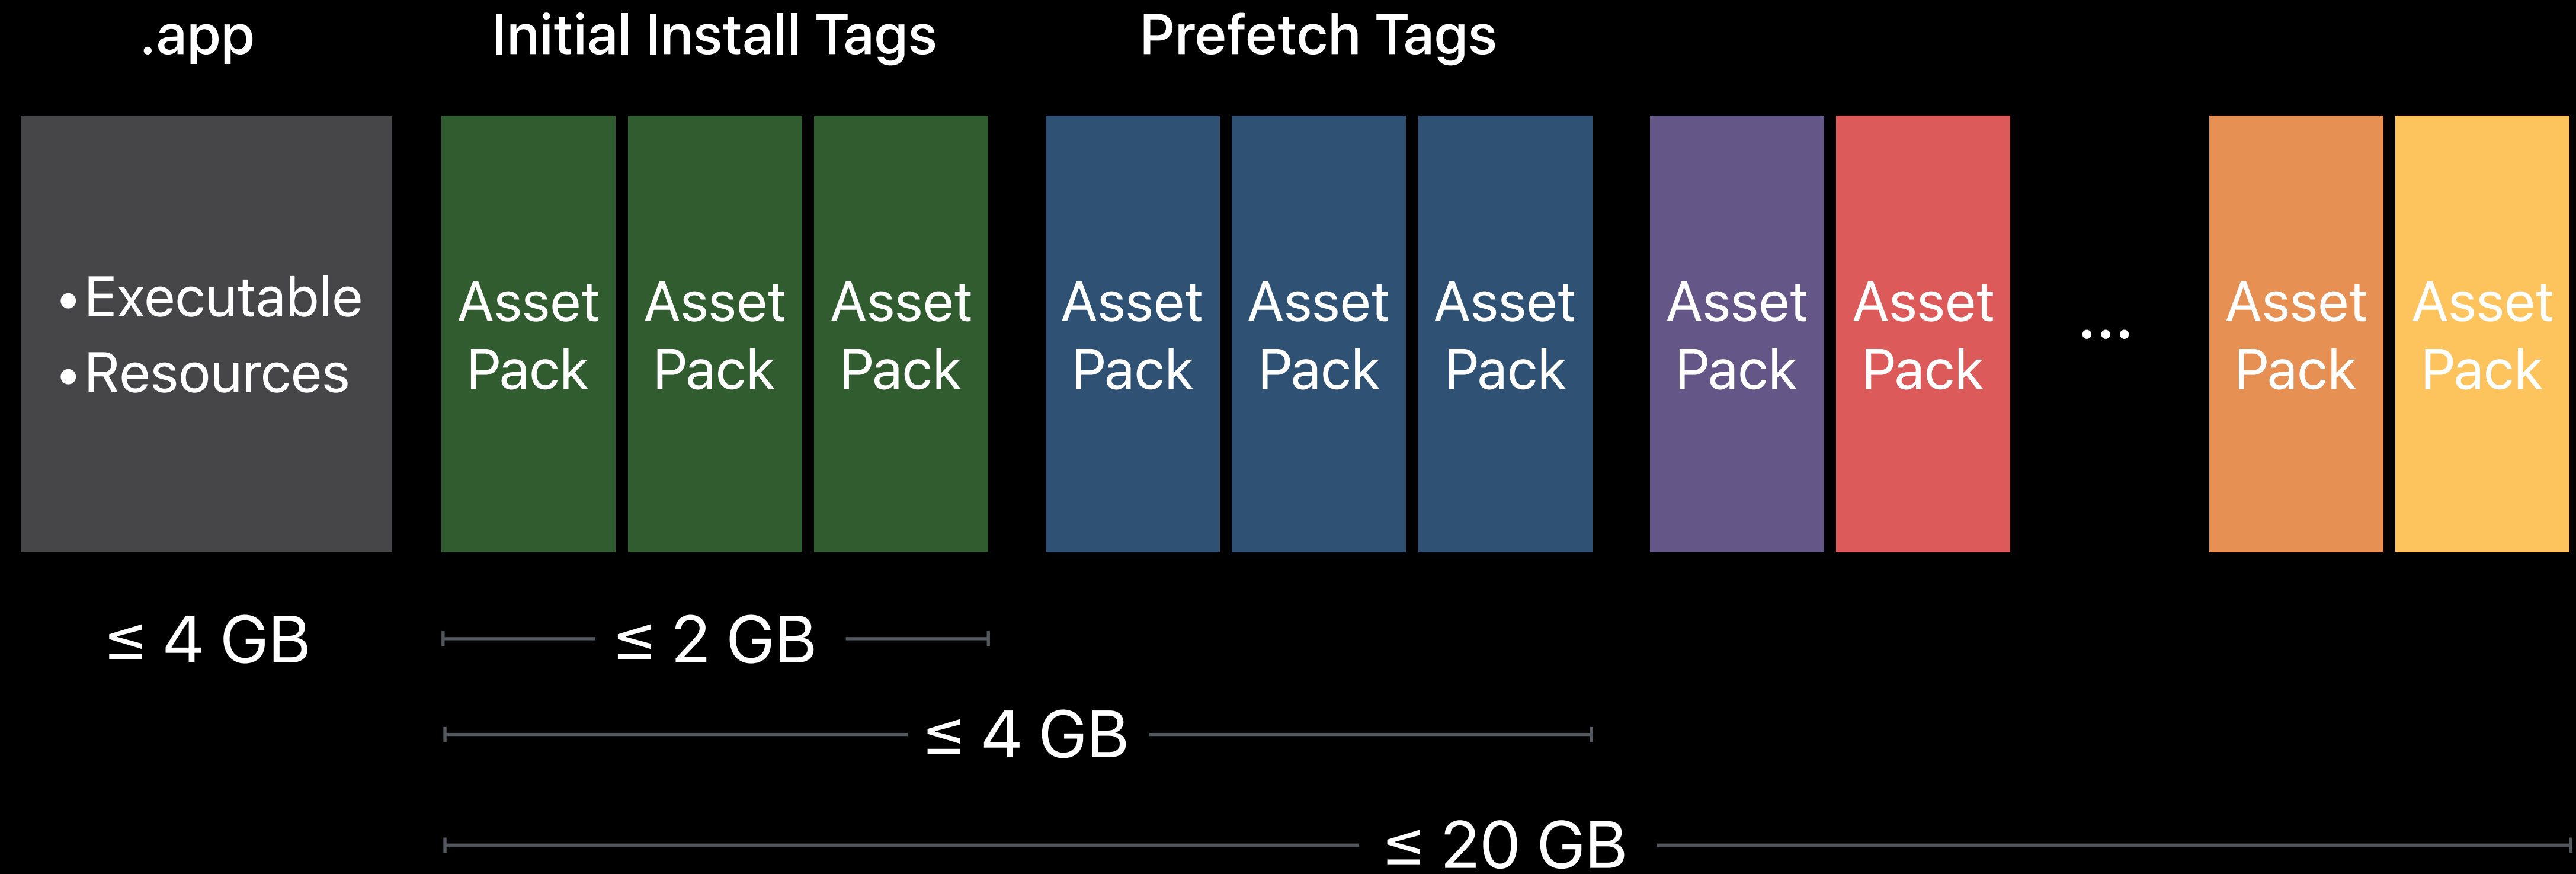 .app
Initial Install Tags
Prefetch Tags
•Executable
•Resources
Asset
Pack
Asset
Pack
Asset
Pack
Asset
Pack
Asset
Pack
Asset
Pack
Asset
Pack
Asset
Pack
...
Asset
Pack
Asset
Pack
≤ 4 GB
≤ 2 GB
≤ 4 GB
≤ 20 GB